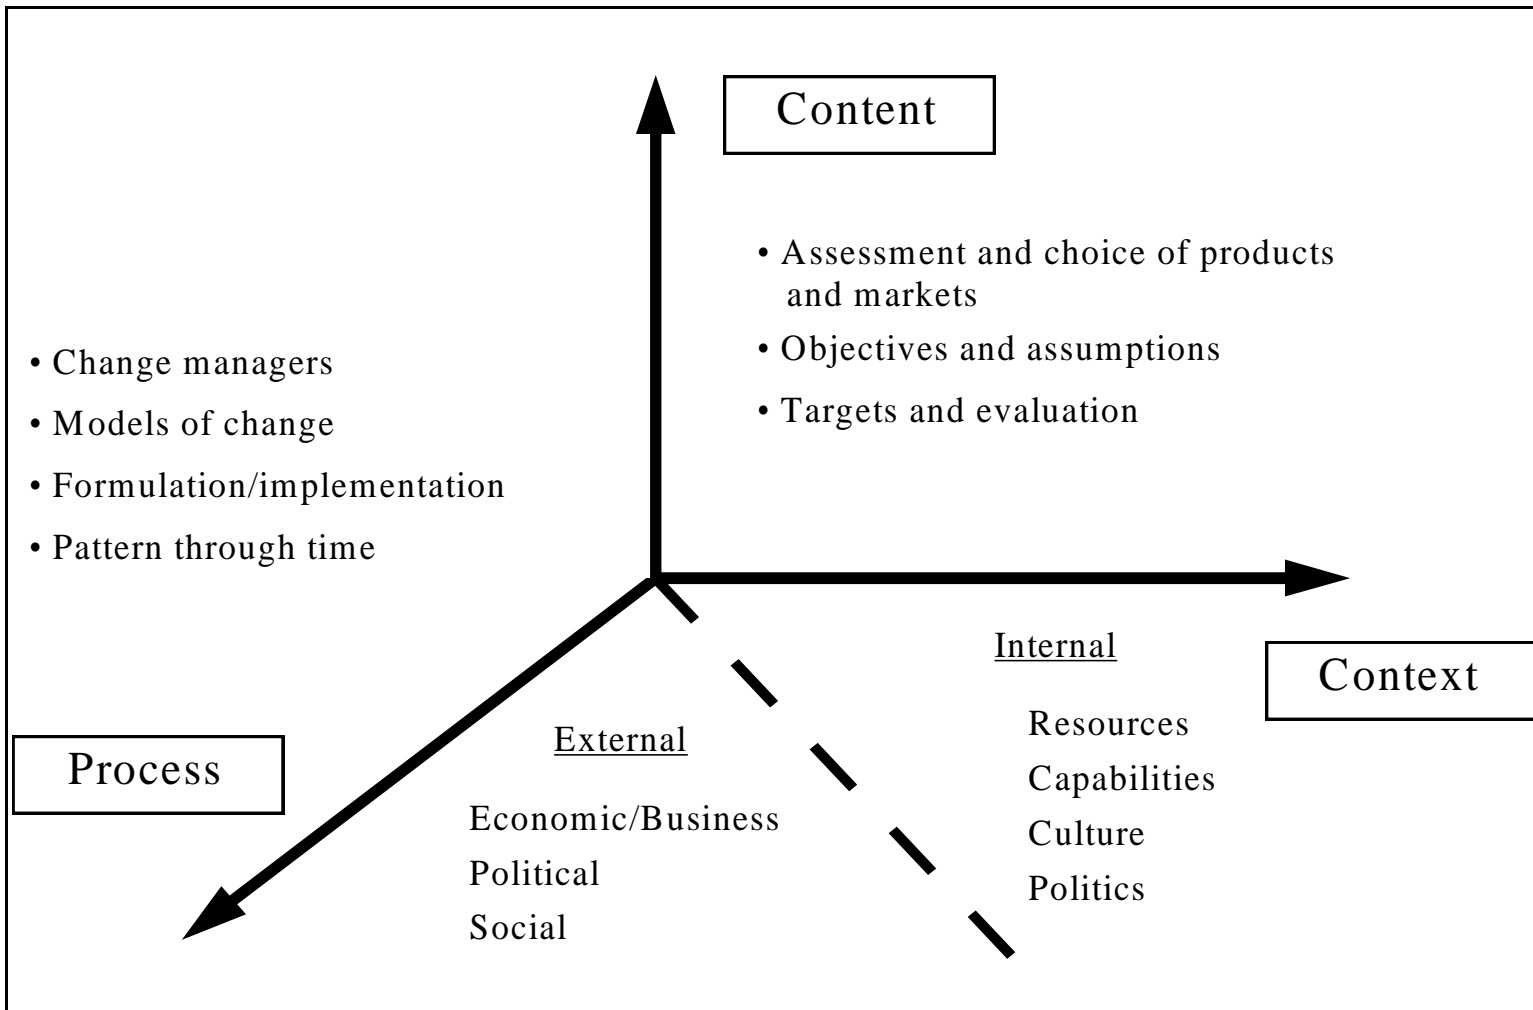 Content
• Assessment and choice of products
and markets
• Objectives and assumptions
• Targets and evaluation
• Change managers
• Models of change
• Formulation/implementation
• Pattern through time
Process
External
Economic/Business
Political
Social
Internal
Resources
Capabilities
Culture
Politics
Context